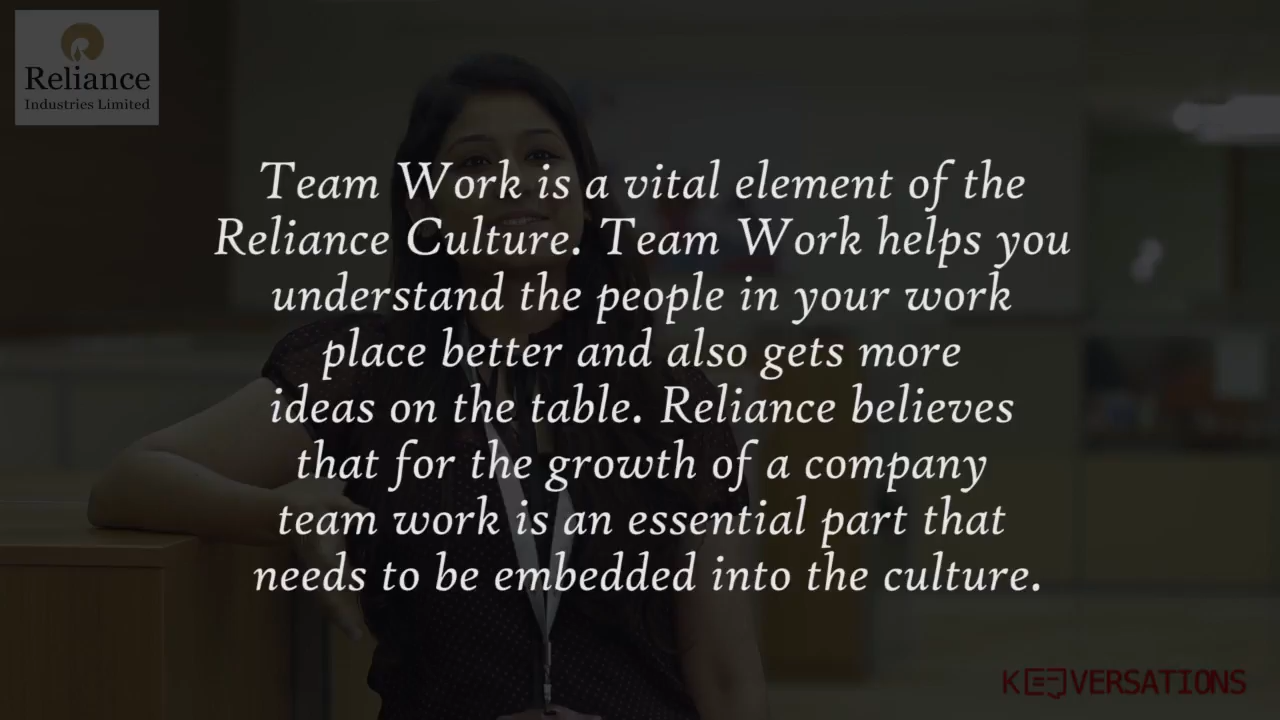 Reliance
Industries Limited
Team Work is a vital element of the
Reliance Culture. Team Work helps you
understand the people in your work
place better and also gets more
ideas on the table. Reliance believes
that for the growth of a company
team work is an essential part that
needs to be embedded into the culture.
KEEVERSATIONS